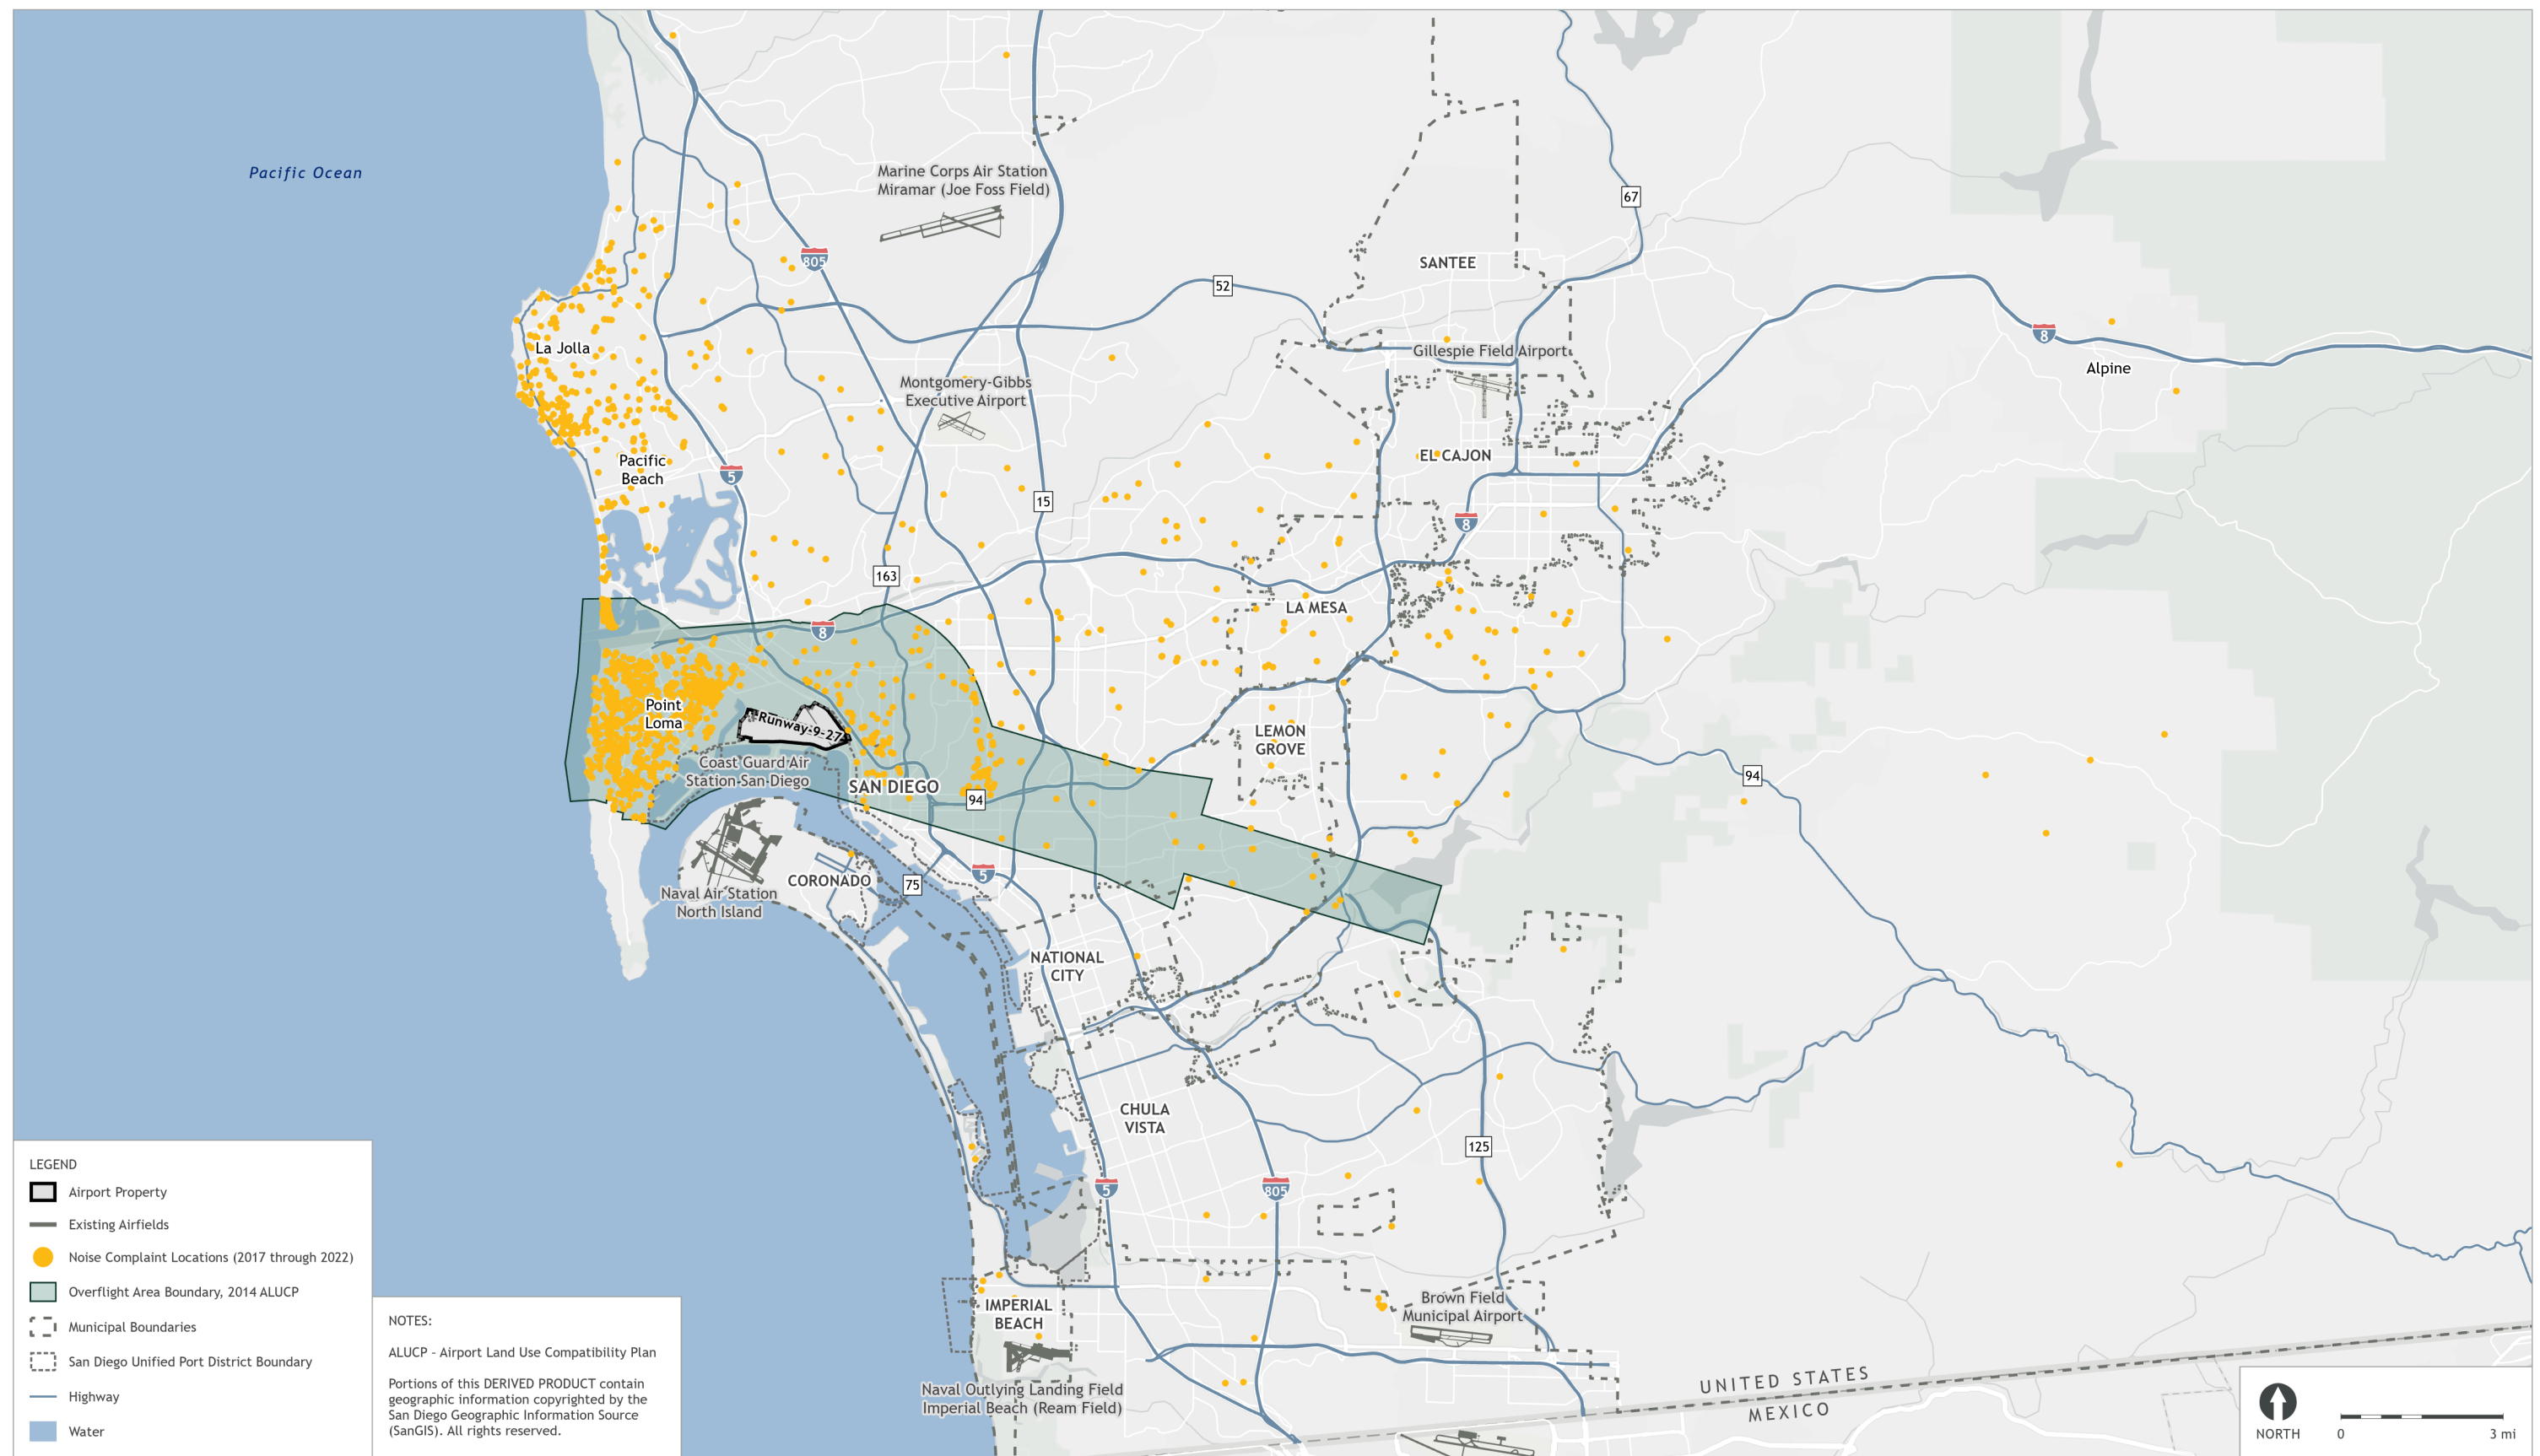 Pacific Ocean
Marine Corps Air Station
Miramar (Joe Foss Field)
67
805
SANTEE
52
8
La Jolla
Gillespie Field Airport
Alpine
Montgomery-Gibbs
Executive Airport
EL CAJON
Pacific
Beach
5
15
8
163
LA MESA
8
Point
Loma
Runway-9-27
LEMON
GROVE
Coast Guard Air
Station-San-Diego
SAN DIEGO
94
94
5
CORONADO
75
Naval Air Station
North Island
NATIONAL
CITY
CHULA
VISTA
125
5
805
IMPERIAL
BEACH
Brown Field
Municipal Airport
Naval Outlying Landing Field
Imperial Beach (Ream Field)
UNITED STATES
MEXICO
LEGEND
Airport Property
Existing Airfields
Noise Complaint Locations (2017 through 2022)
Overflight Area Boundary, 2014 ALUCP
Municipal Boundaries
San Diego Unified Port District Boundary
Highway
Water
NOTES:
ALUCP - Airport Land Use Compatibility Plan
Portions of this DERIVED PRODUCT contain
geographic information copyrighted by the
San Diego Geographic Information Source
(SanGIS). All rights reserved.
NORTH
0
3 mi